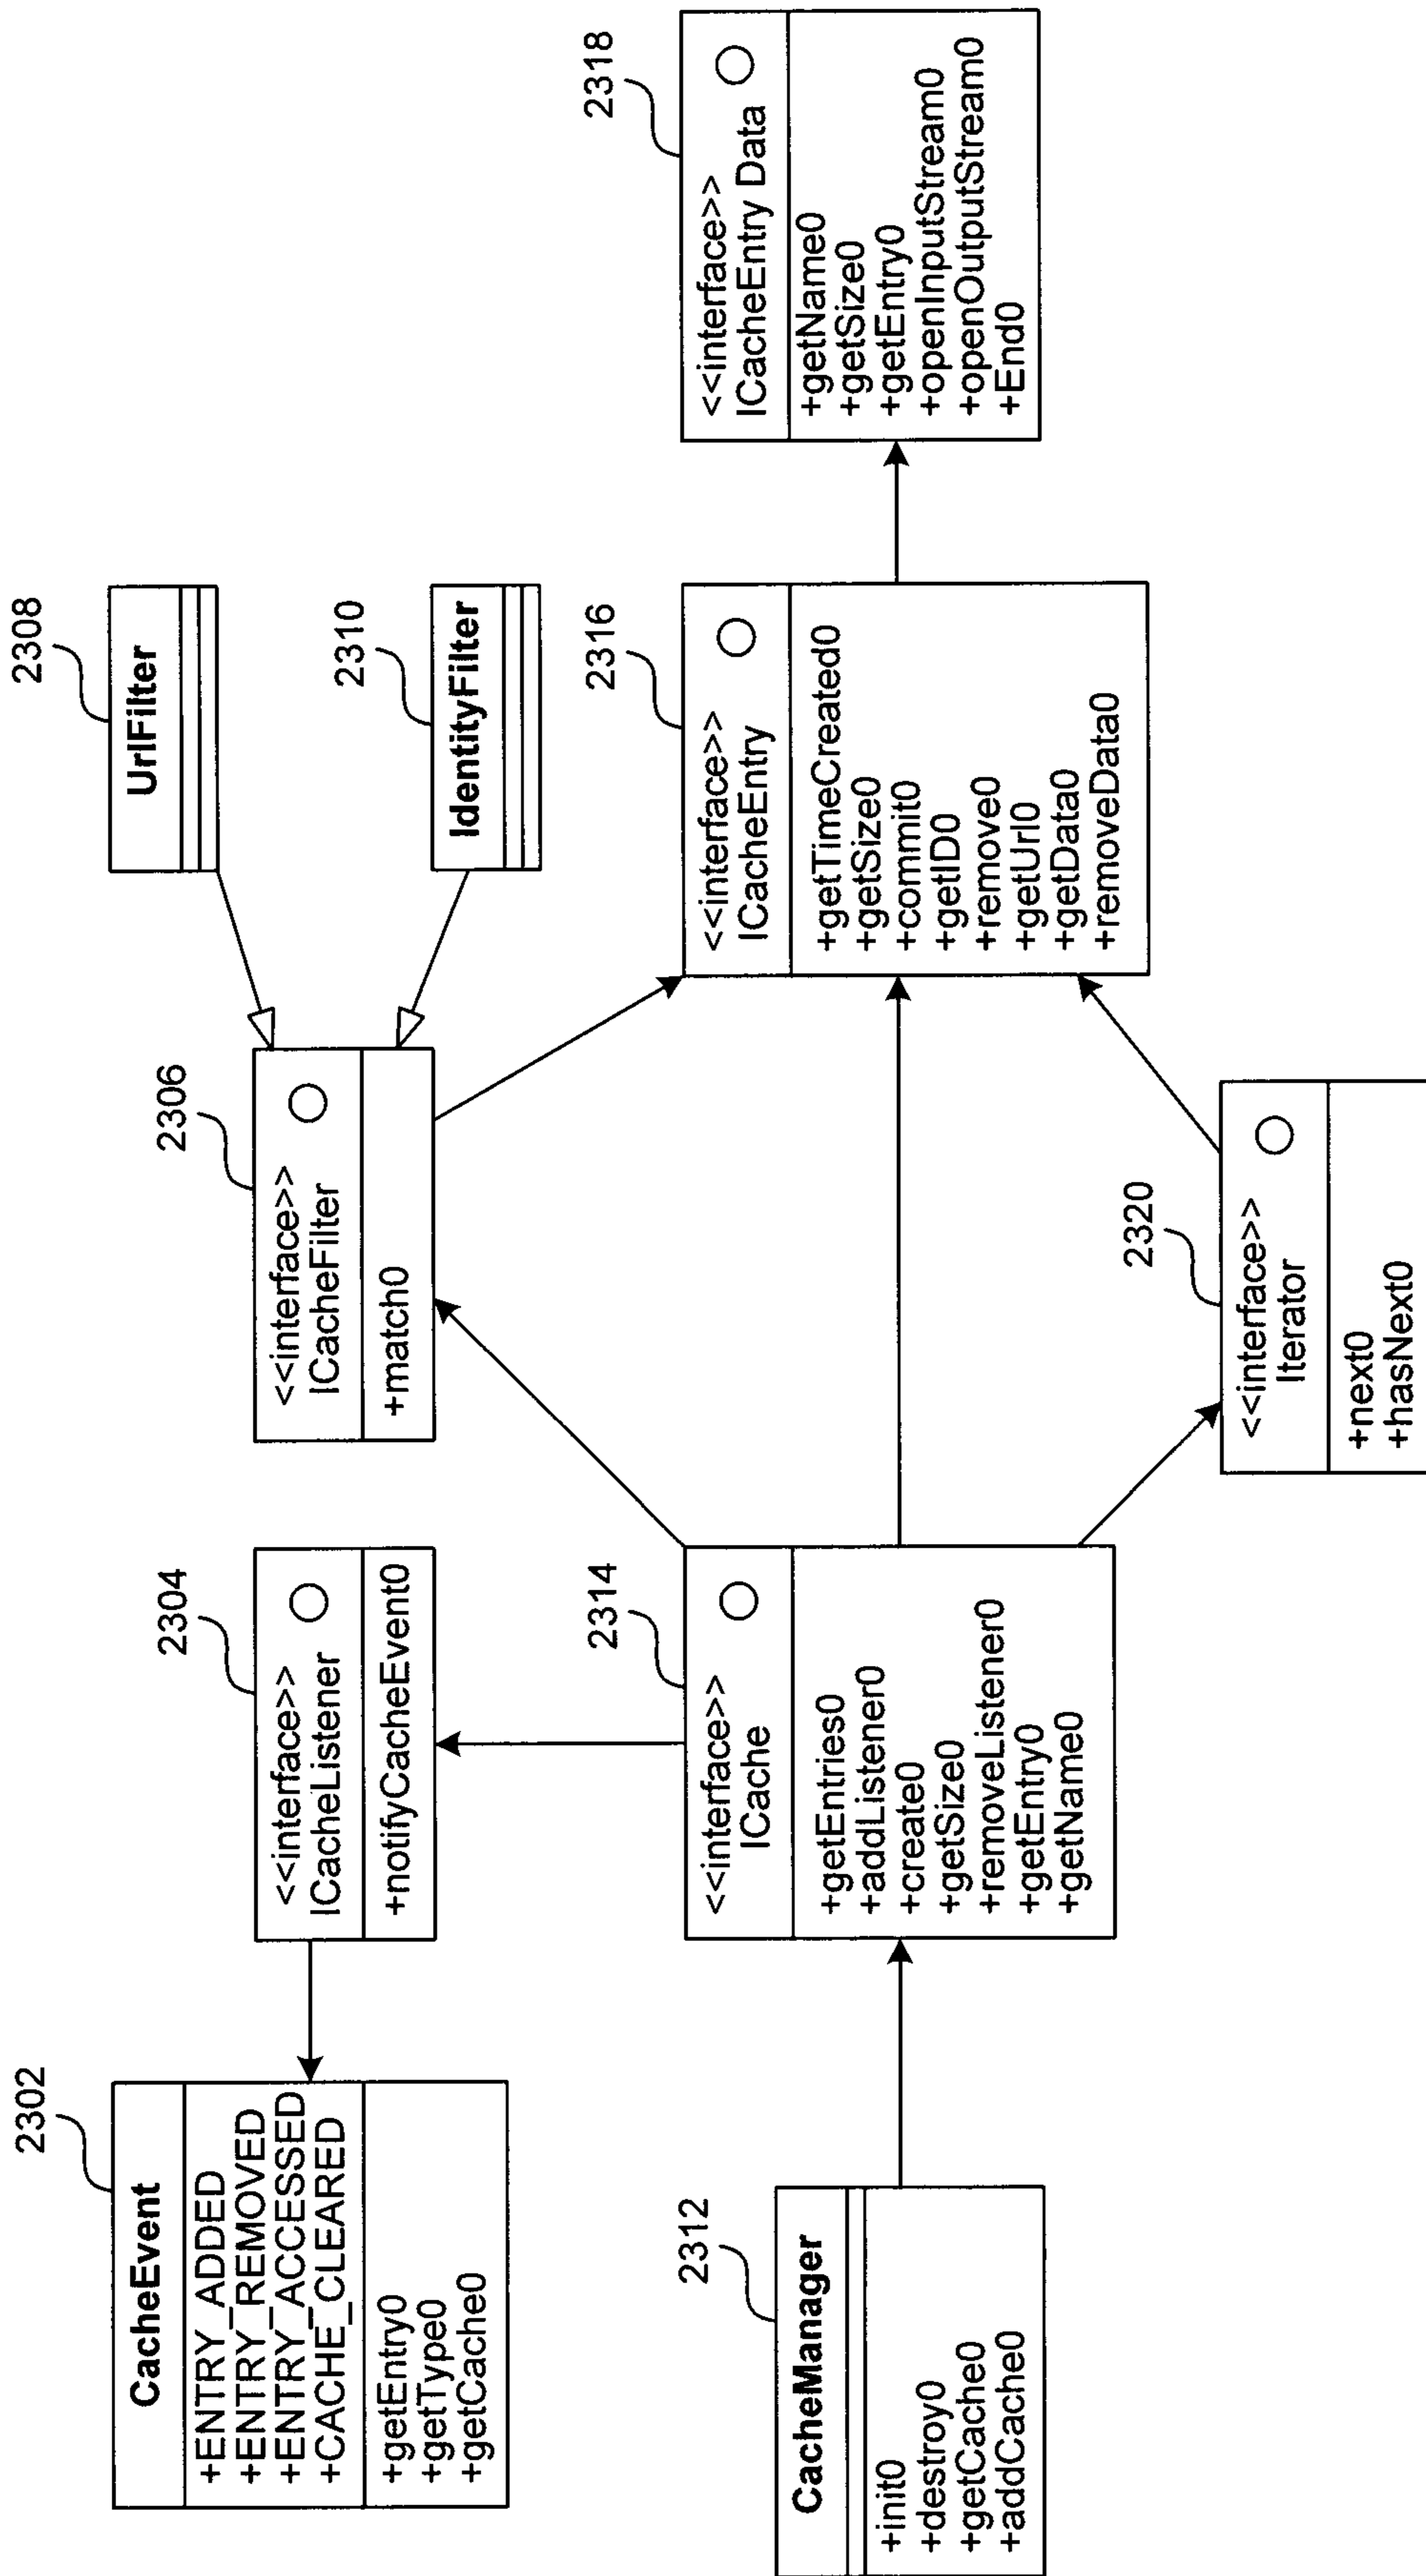 2302
CacheEvent
+ENTRY_ADDED
+ENTRY_REMOVED
+ENTRY_ACCESSED
+CACHE_CLEARED
+getEntry0
+getType0
+getCache0
2304
<<interface>>
ICacheListener
+notifyCacheEvent0
2306
<<interface>>
ICacheFilter
+match0
2308
UrlFilter
2310
IdentityFilter
2312
CacheManager
+init0
+destroy0
+getCache0
+addCache0
2314
<<interface>>
ICache
+getEntries0
+addListener0
+create0
+getSize0
+removeListener0
+getEntry0
+getName0
2316
<<interface>>
ICacheEntry
+getTimeCreated0
+getSize0
+commit0
+getID0
+remove0
+getUrl0
+getData0
+removeData0
2318
<<interface>>
ICacheEntry Data
+getName0
+getSize0
+getEntry0
+openInputStream0
+openOutputStream0
+End0
2320
<<interface>>
Iterator
+next0
+hasNext0